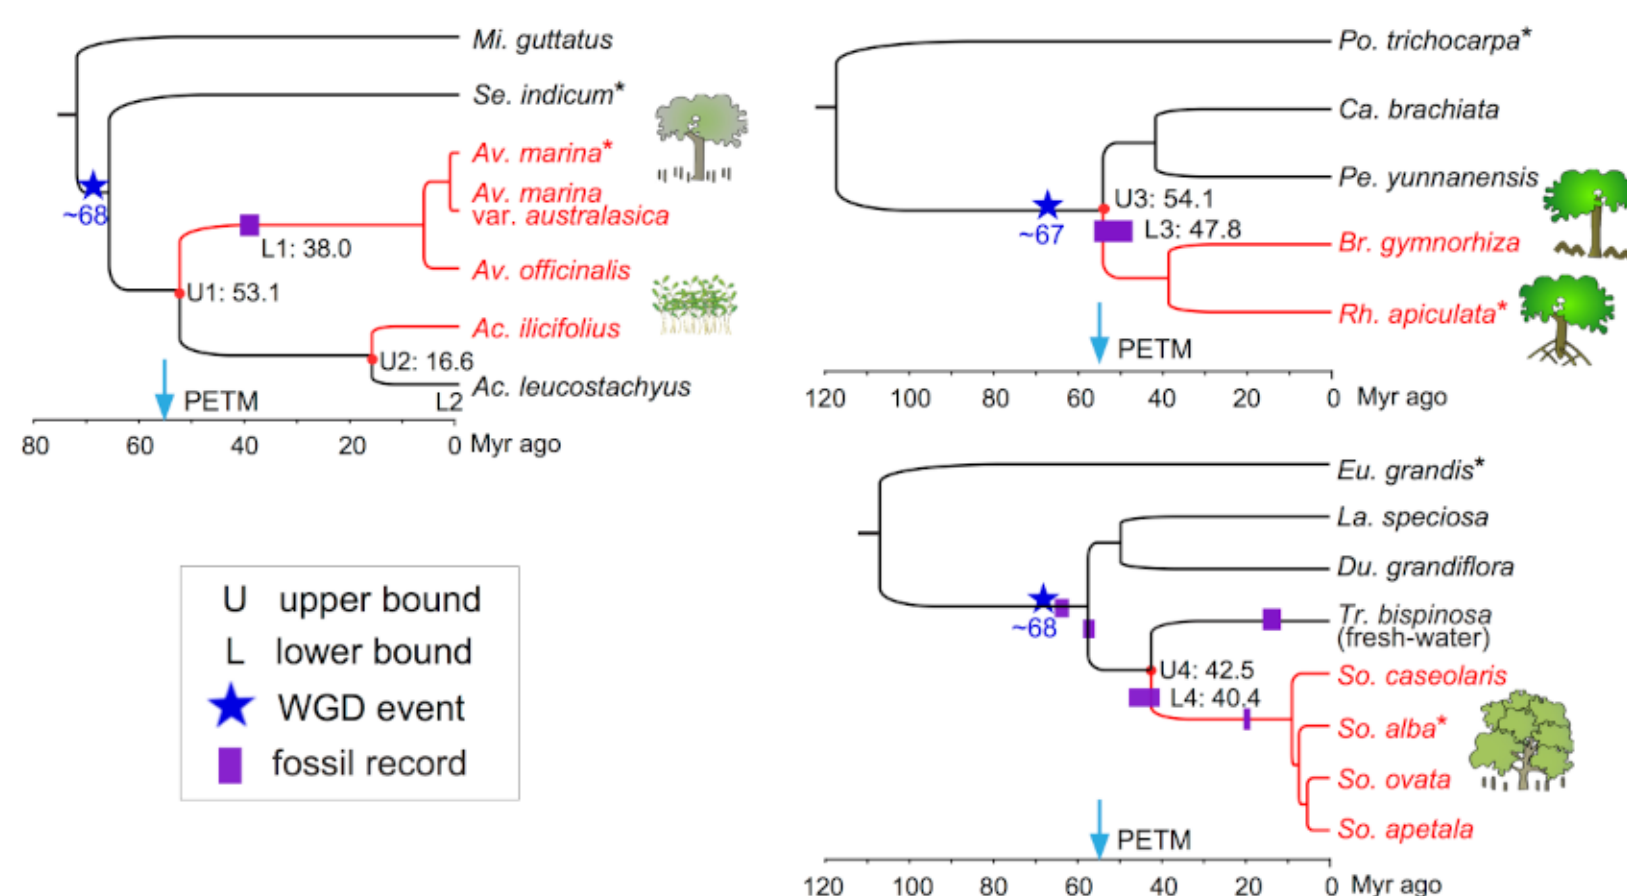 Mi. guttatus
Se. indicum*
Av. marina*
Av. marina
var. australasica
~68
L1: 38.0
Av. officinalis
U1: 53.1
Ac. ilicifolius
U2: 16.6
Ac. leucostachyus
L2
PETM
80 60 40 20 0 Myr ago
Po. trichocarpa*
Ca. brachiata
Pe. yunnanensis
U3: 54.1
~67
L3: 47.8
Br. gymnorhiza
Rh. apiculata*
PETM
120 100 80 60 40 20 0 Myr ago
Eu. grandis*
La. speciosa
Du. grandiflora
Tr. bispinosa
(fresh-water)
~68
U4: 42.5
So. caseolaris
L4: 40.4
So. alba*
So. ovata
So. apetala
PETM
120 100 80 60 40 20 0 Myr ago
U upper bound
L lower bound
WGD event
fossil record